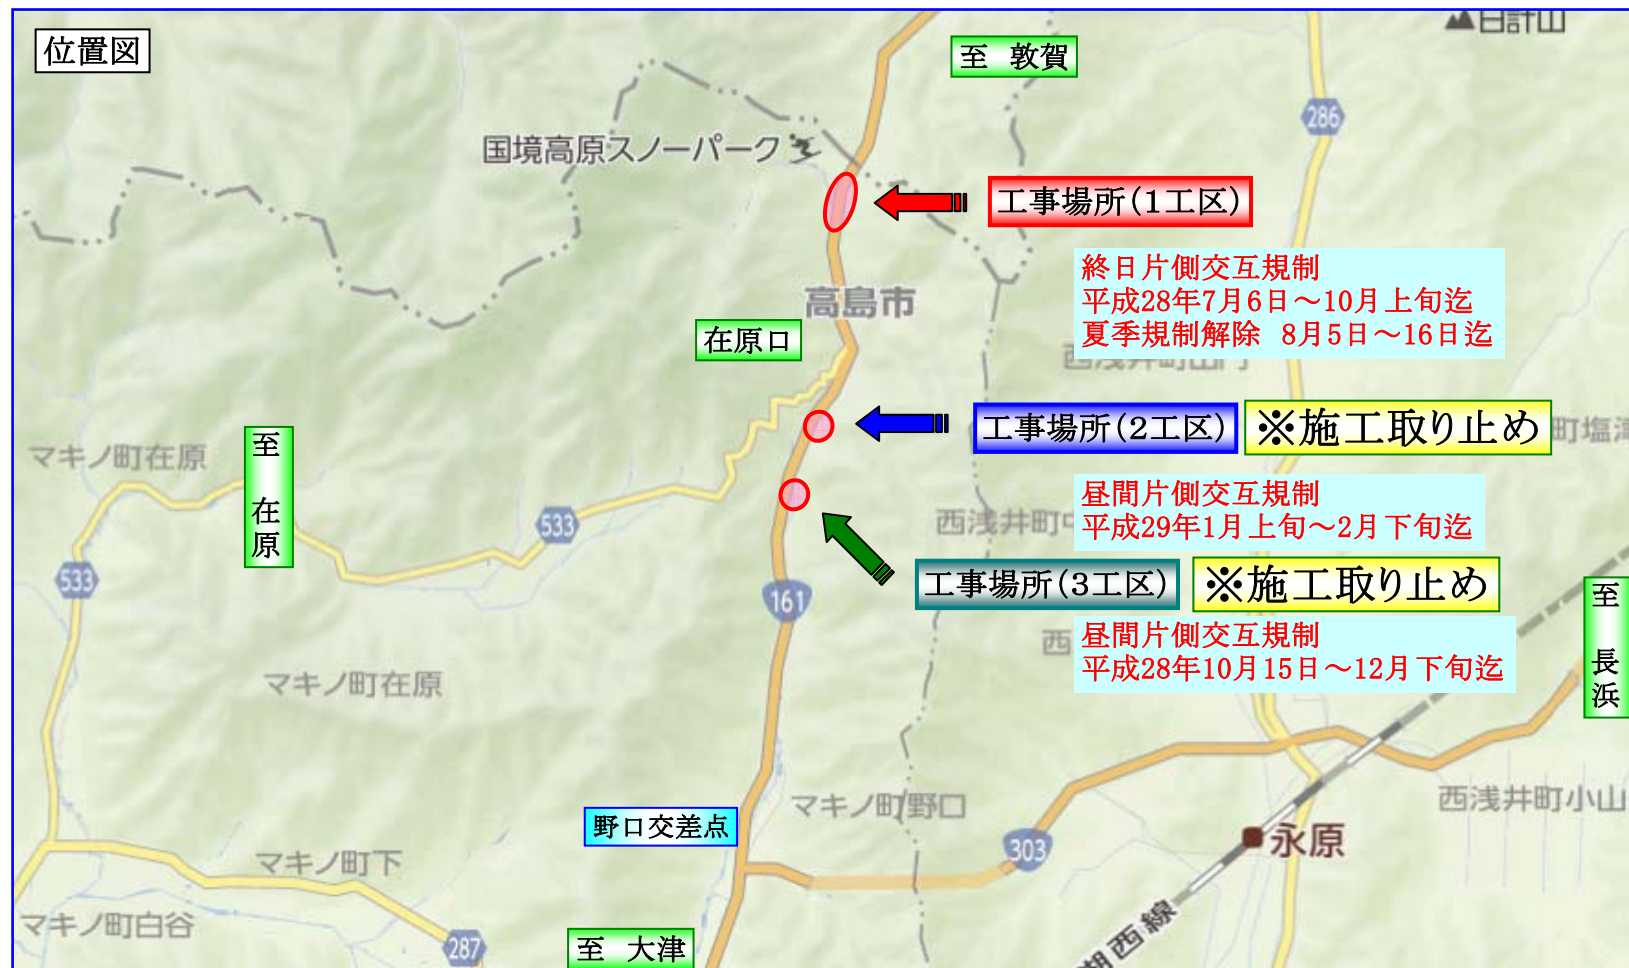 位置図
日計山
至 敦賀
286
国境高原スノーパーク
工事場所(1工区)
終日片側交互規制
平成28年7月6日～10月上旬迄
夏季規制解除 8月5日～16日迄
高島市
在原口
工事場所(2工区)
※施工取り止め
マキノ町在原
至 在原
昼間片側交互規制
平成29年1月上旬～2月下旬迄
西浅井町
533
533
161
工事場所(3工区)
※施工取り止め
至 長浜
昼間片側交互規制
平成28年10月15日～12月下旬迄
マキノ町在原
マキノ町野口
西浅井町小山
野口交差点
303
永原
マキノ町下
マキノ町白谷
287
至 大津
湖西線